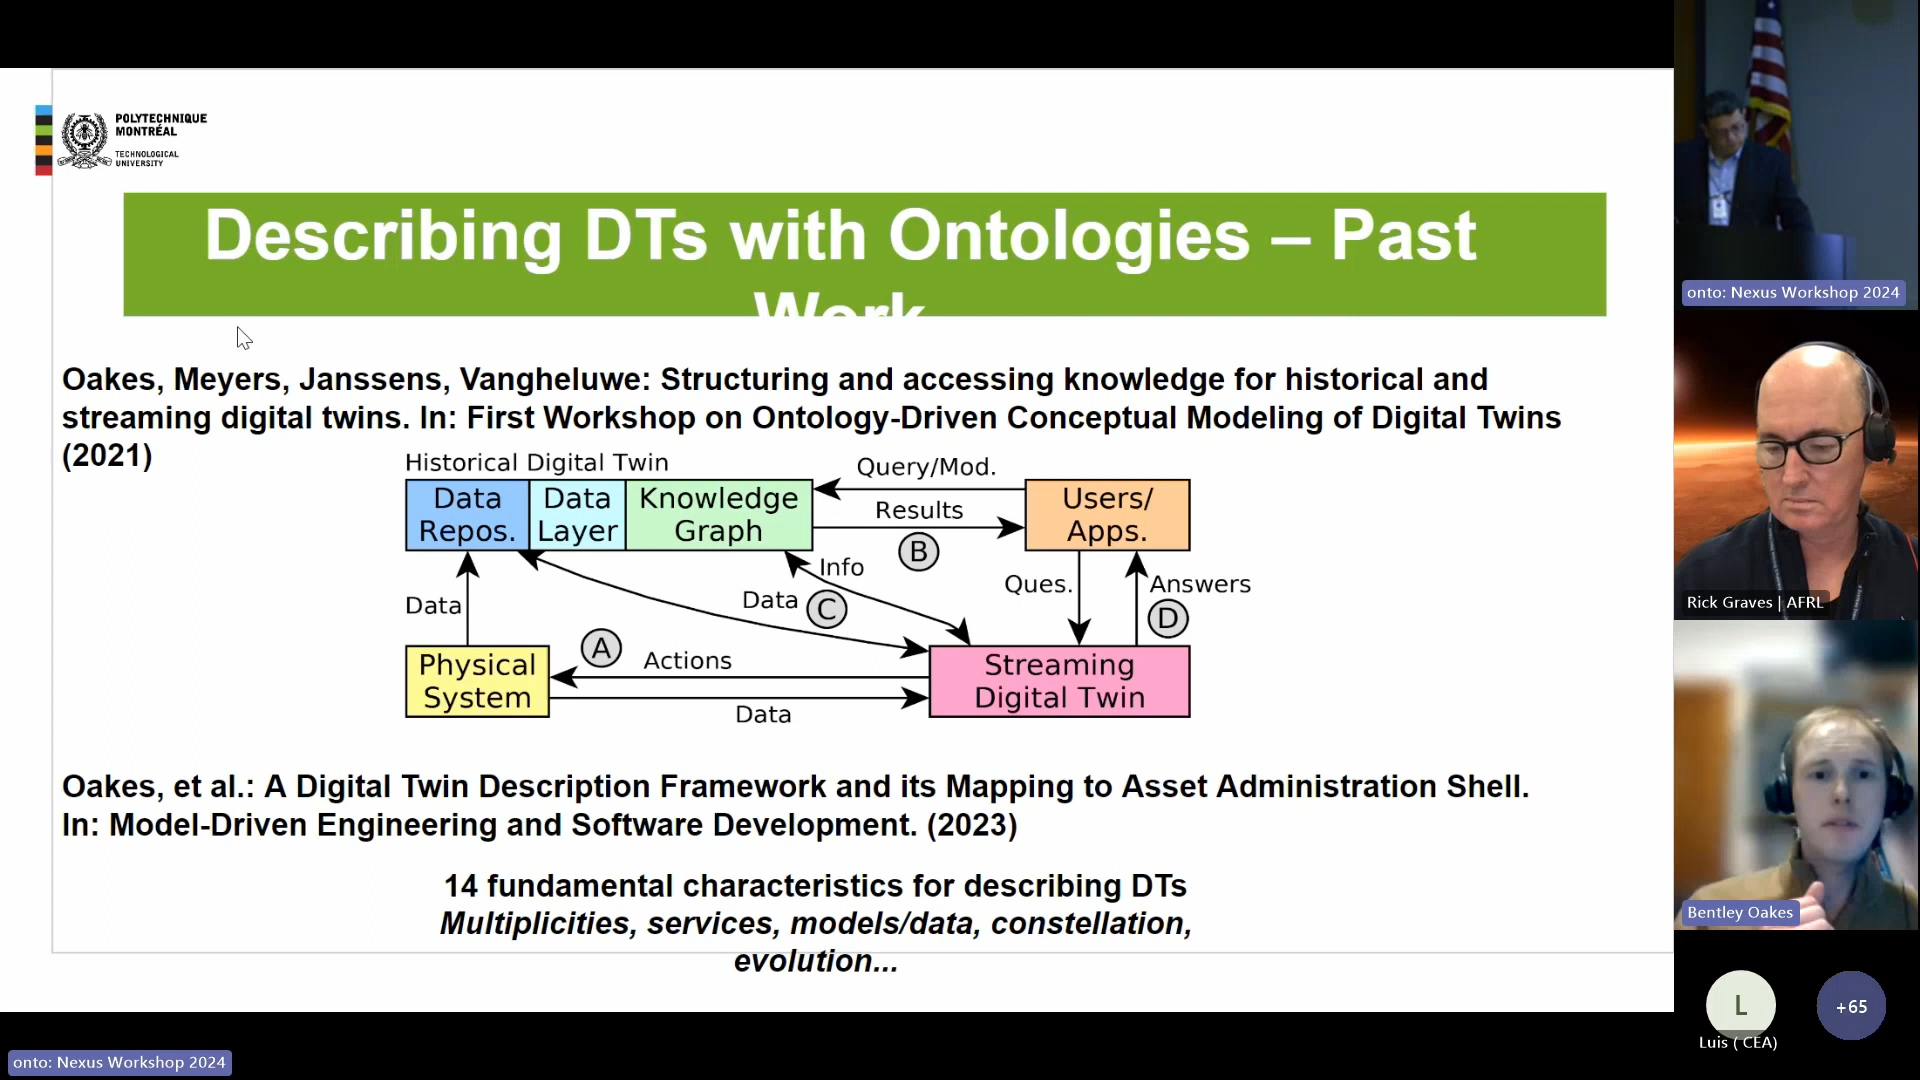 POLYTECHNIQUE
MONTRÉAL
TECHNOLOGICAL
UNIVERSITY
Describing DTs with Ontologies – Past
Work
Oakes, Meyers, Janssens, Vangheluwe: Structuring and accessing knowledge for historical and
streaming digital twins. In: First Workshop on Ontology-Driven Conceptual Modeling of Digital Twins
(2021)
Historical Digital Twin
Data
Repos.
Data
Layer
Knowledge
Graph
Query/Mod.
Results
B
Users/
Apps.
Info
Data
C
Ques.
Answers
D
Data
A
Actions
Data
Physical
System
Streaming
Digital Twin
Oakes, et al.: A Digital Twin Description Framework and its Mapping to Asset Administration Shell.
In: Model-Driven Engineering and Software Development. (2023)
14 fundamental characteristics for describing DTs
Multiplicities, services, models/data, constellation,
evolution...
onto: Nexus Workshop 2024
Rick Graves | AFRL
Bentley Oakes
L
Luis ( CEA)
+65
onto: Nexus Workshop 2024